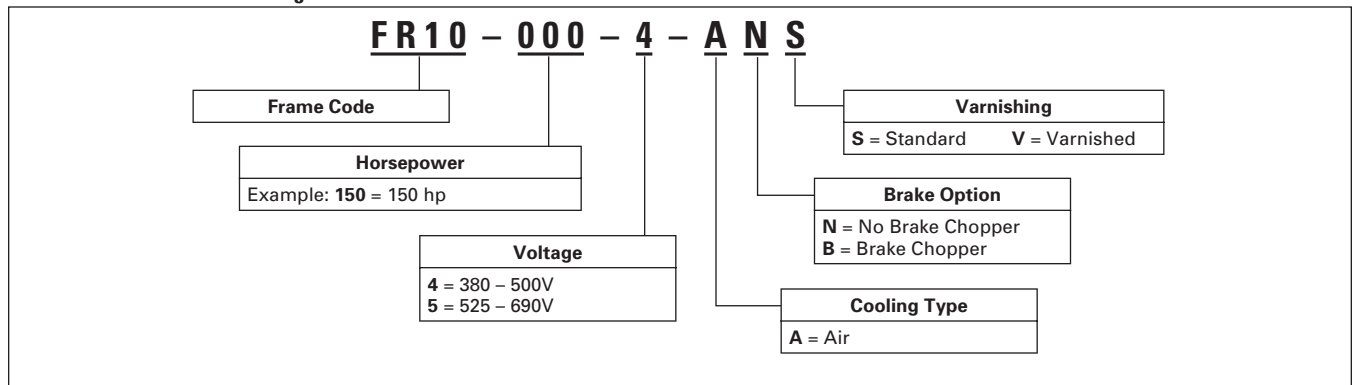 FR10 – 000 – 4 – A N S
Frame Code
Horsepower
Example: 150 = 150 hp
Voltage
4 = 380 – 500V
5 = 525 – 690V
Varnishing
S = Standard V = Varnished
Brake Option
N = No Brake Chopper
B = Brake Chopper
Cooling Type
A = Air